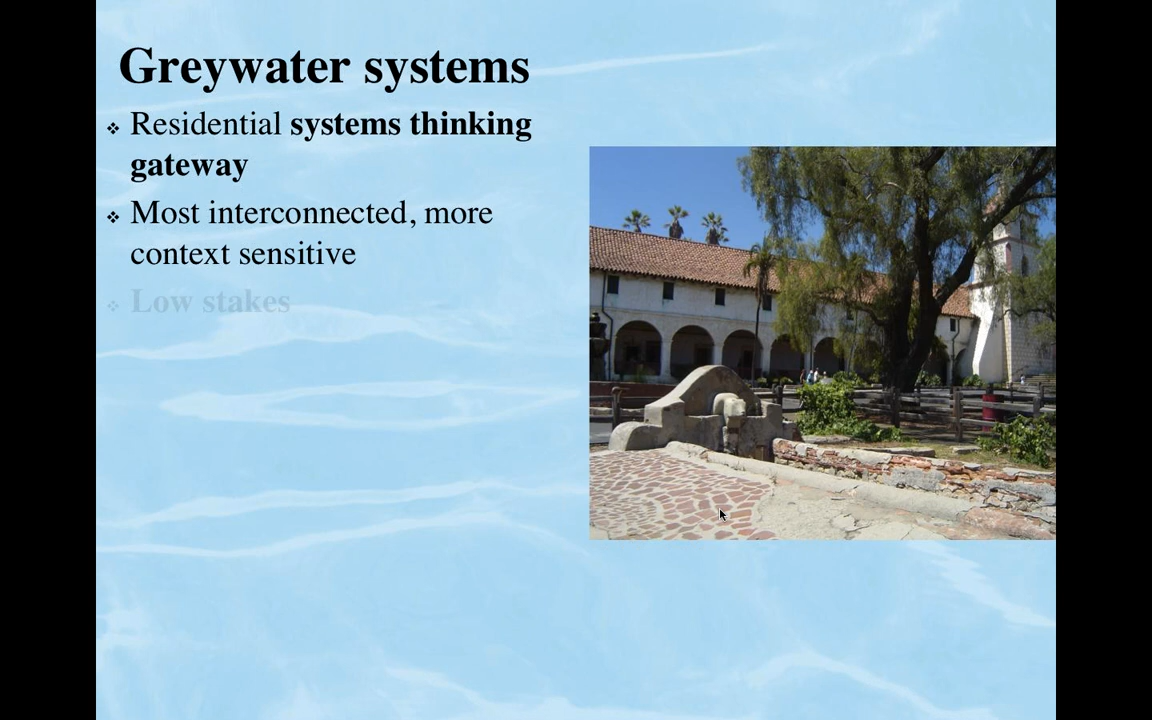 Greywater systems
Residential systems thinking
gateway
Most interconnected, more
context sensitive
Low stakes